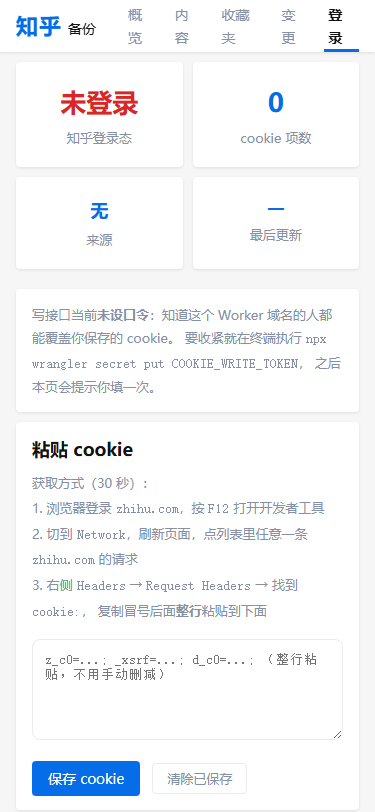 知乎 备份 概览 内容 收藏夹 变更 登录
未登录
知乎登录态
0
cookie 项数
无
来源
—
最后更新
写接口当前未设口令：知道这个 Worker 域名的人都
能覆盖你保存的 cookie。 要收紧就在终端执行 npx
wrangler secret put COOKIE_WRITE_TOKEN， 之后
本页会提示你填一次。
粘贴 cookie
获取方式（30 秒）：
1. 浏览器登录 zhihu.com，按 F12 打开开发者工具
2. 切到 Network，刷新页面，点列表里任意一条
zhihu.com 的请求
3. 右侧 Headers → Request Headers → 找到
cookie:， 复制冒号后面整行粘贴到下面
z_c0=...; _xsrf=...; d_c0=...; （整行粘
贴，不用手动删减）
保存 cookie
清除已保存